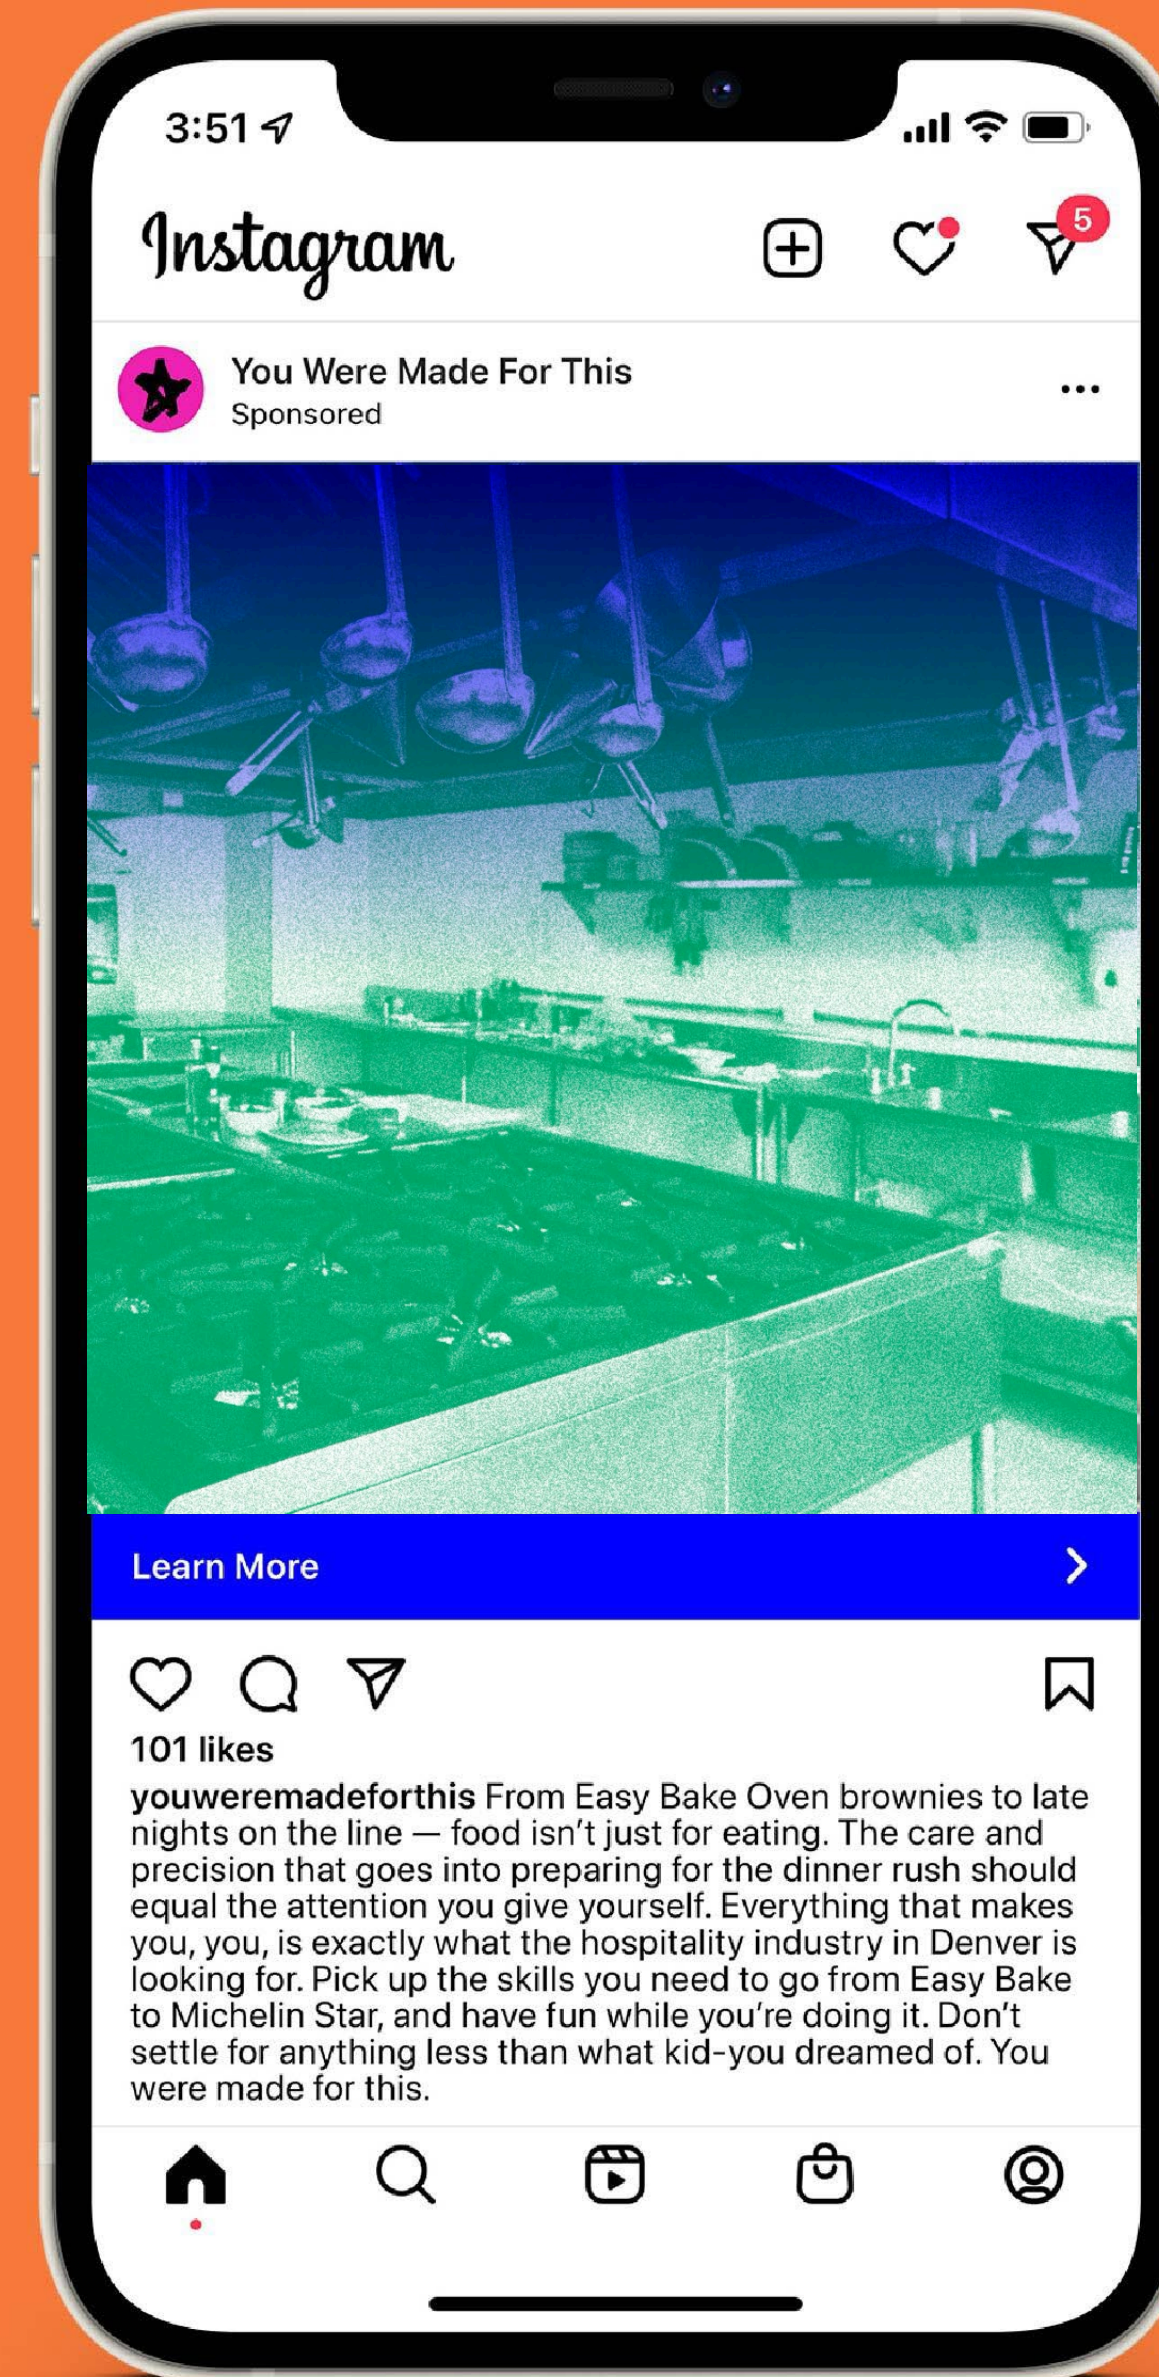 3:51
Instagram
5
You Were Made For This
Sponsored
Learn More
101 likes
youweremadeforthis From Easy Bake Oven brownies to late
nights on the line — food isn't just for eating. The care and
precision that goes into preparing for the dinner rush should
equal the attention you give yourself. Everything that makes
you, you, is exactly what the hospitality industry in Denver is
looking for. Pick up the skills you need to go from Easy Bake
to Michelin Star, and have fun while you're doing it. Don't
settle for anything less than what kid-you dreamed of. You
were made for this.